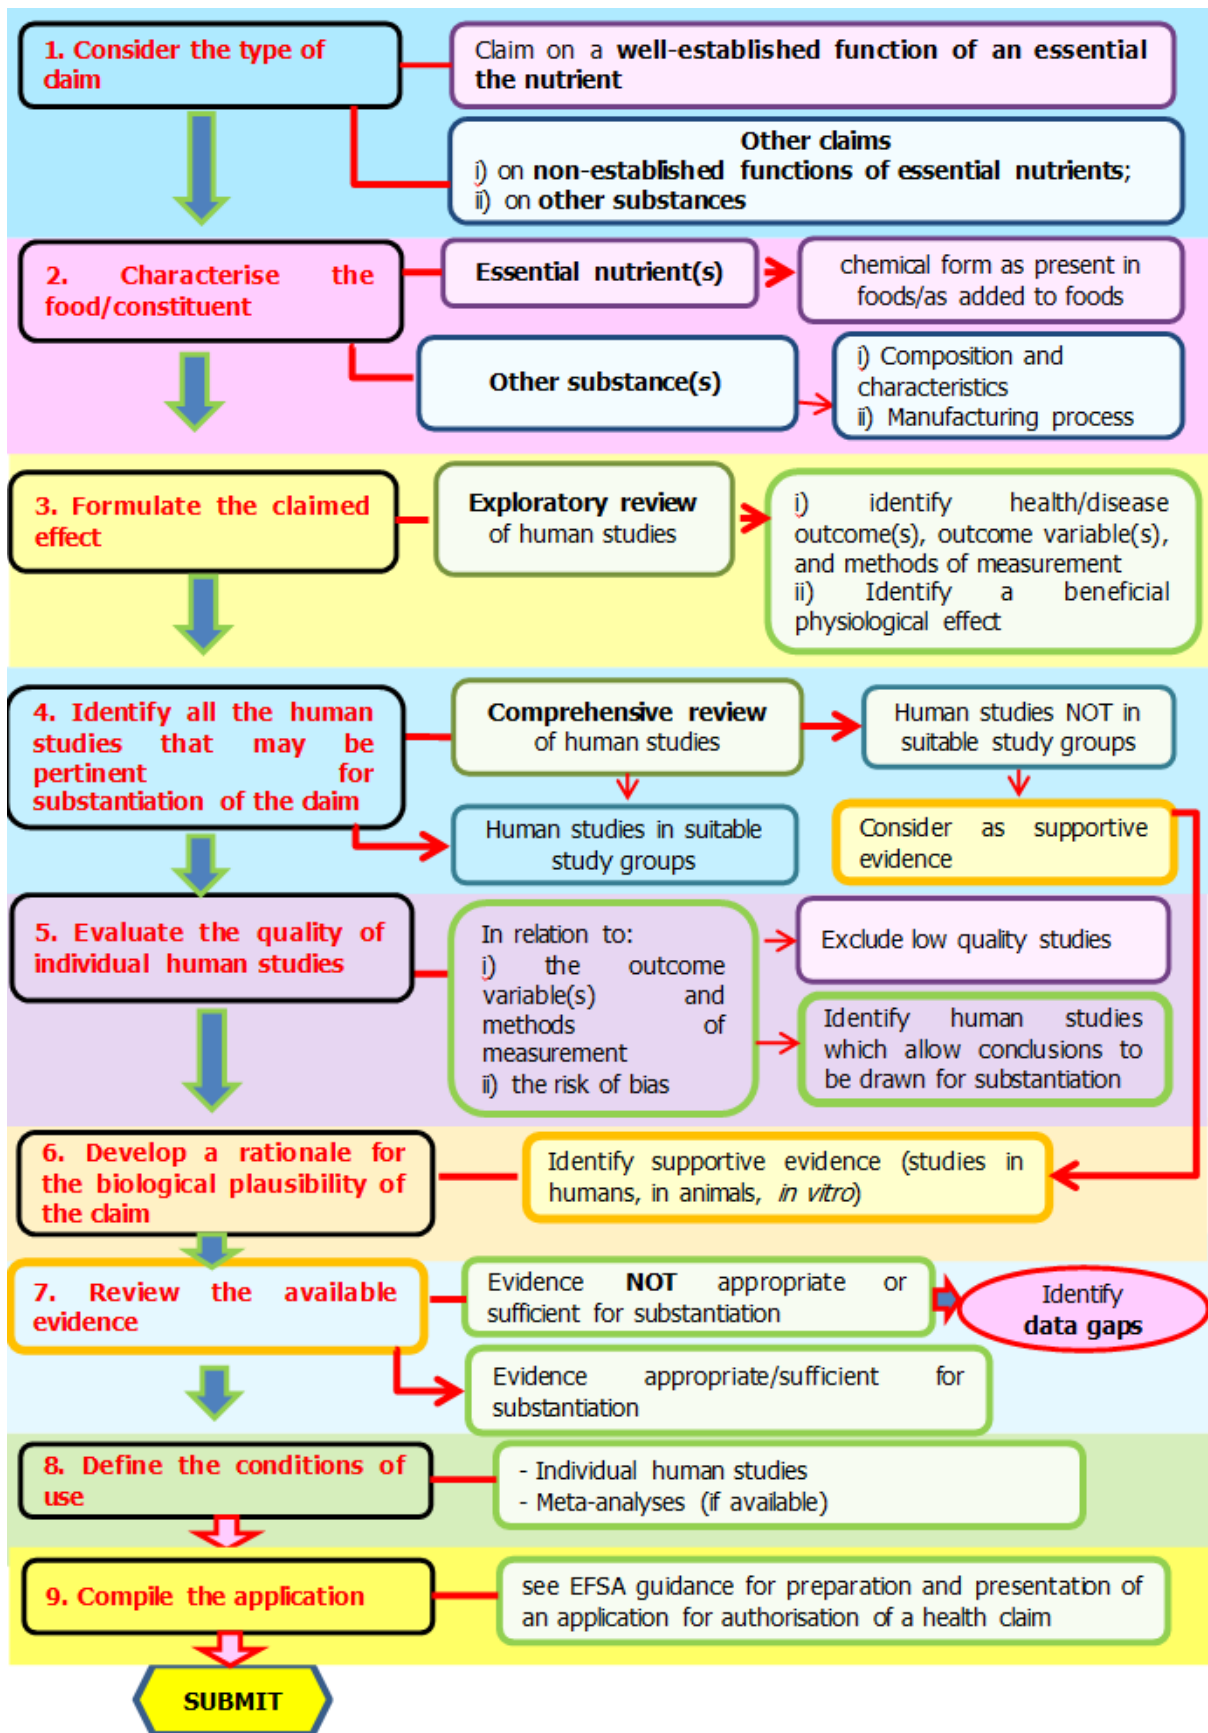 1. Consider the type of
claim
Claim on a well-established function of an essential
the nutrient
Other claims
i) on non-established functions of essential nutrients;
ii) on other substances
2. Characterise the
food/constituent
Essential nutrient(s)
chemical form as present in
foods/as added to foods
Other substance(s)
i) Composition and
characteristics
ii) Manufacturing process
3. Formulate the claimed
effect
Exploratory review
of human studies
i) identify health/disease
outcome(s), outcome variable(s),
and methods of measurement
ii) Identify a beneficial
physiological effect
4. Identify all the human
studies that may be
pertinent for
substantiation of the claim
Comprehensive review
of human studies
Human studies NOT in
suitable study groups
Human studies in suitable
study groups
Consider as supportive
evidence
5. Evaluate the quality of
individual human studies
In relation to:
i) the outcome
variable(s) and
methods of
measurement
ii) the risk of bias
Exclude low quality studies
Identify human studies
which allow conclusions to
be drawn for substantiation
6. Develop a rationale for
the biological plausibility of
the claim
Identify supportive evidence (studies in
humans, in animals, in vitro)
7. Review the available
evidence
Evidence NOT appropriate or
sufficient for substantiation
Identify
data gaps
Evidence appropriate/sufficient for
substantiation
8. Define the conditions of
use
- Individual human studies
- Meta-analyses (if available)
9. Compile the application
see EFSA guidance for preparation and presentation of
an application for authorisation of a health claim
SUBMIT